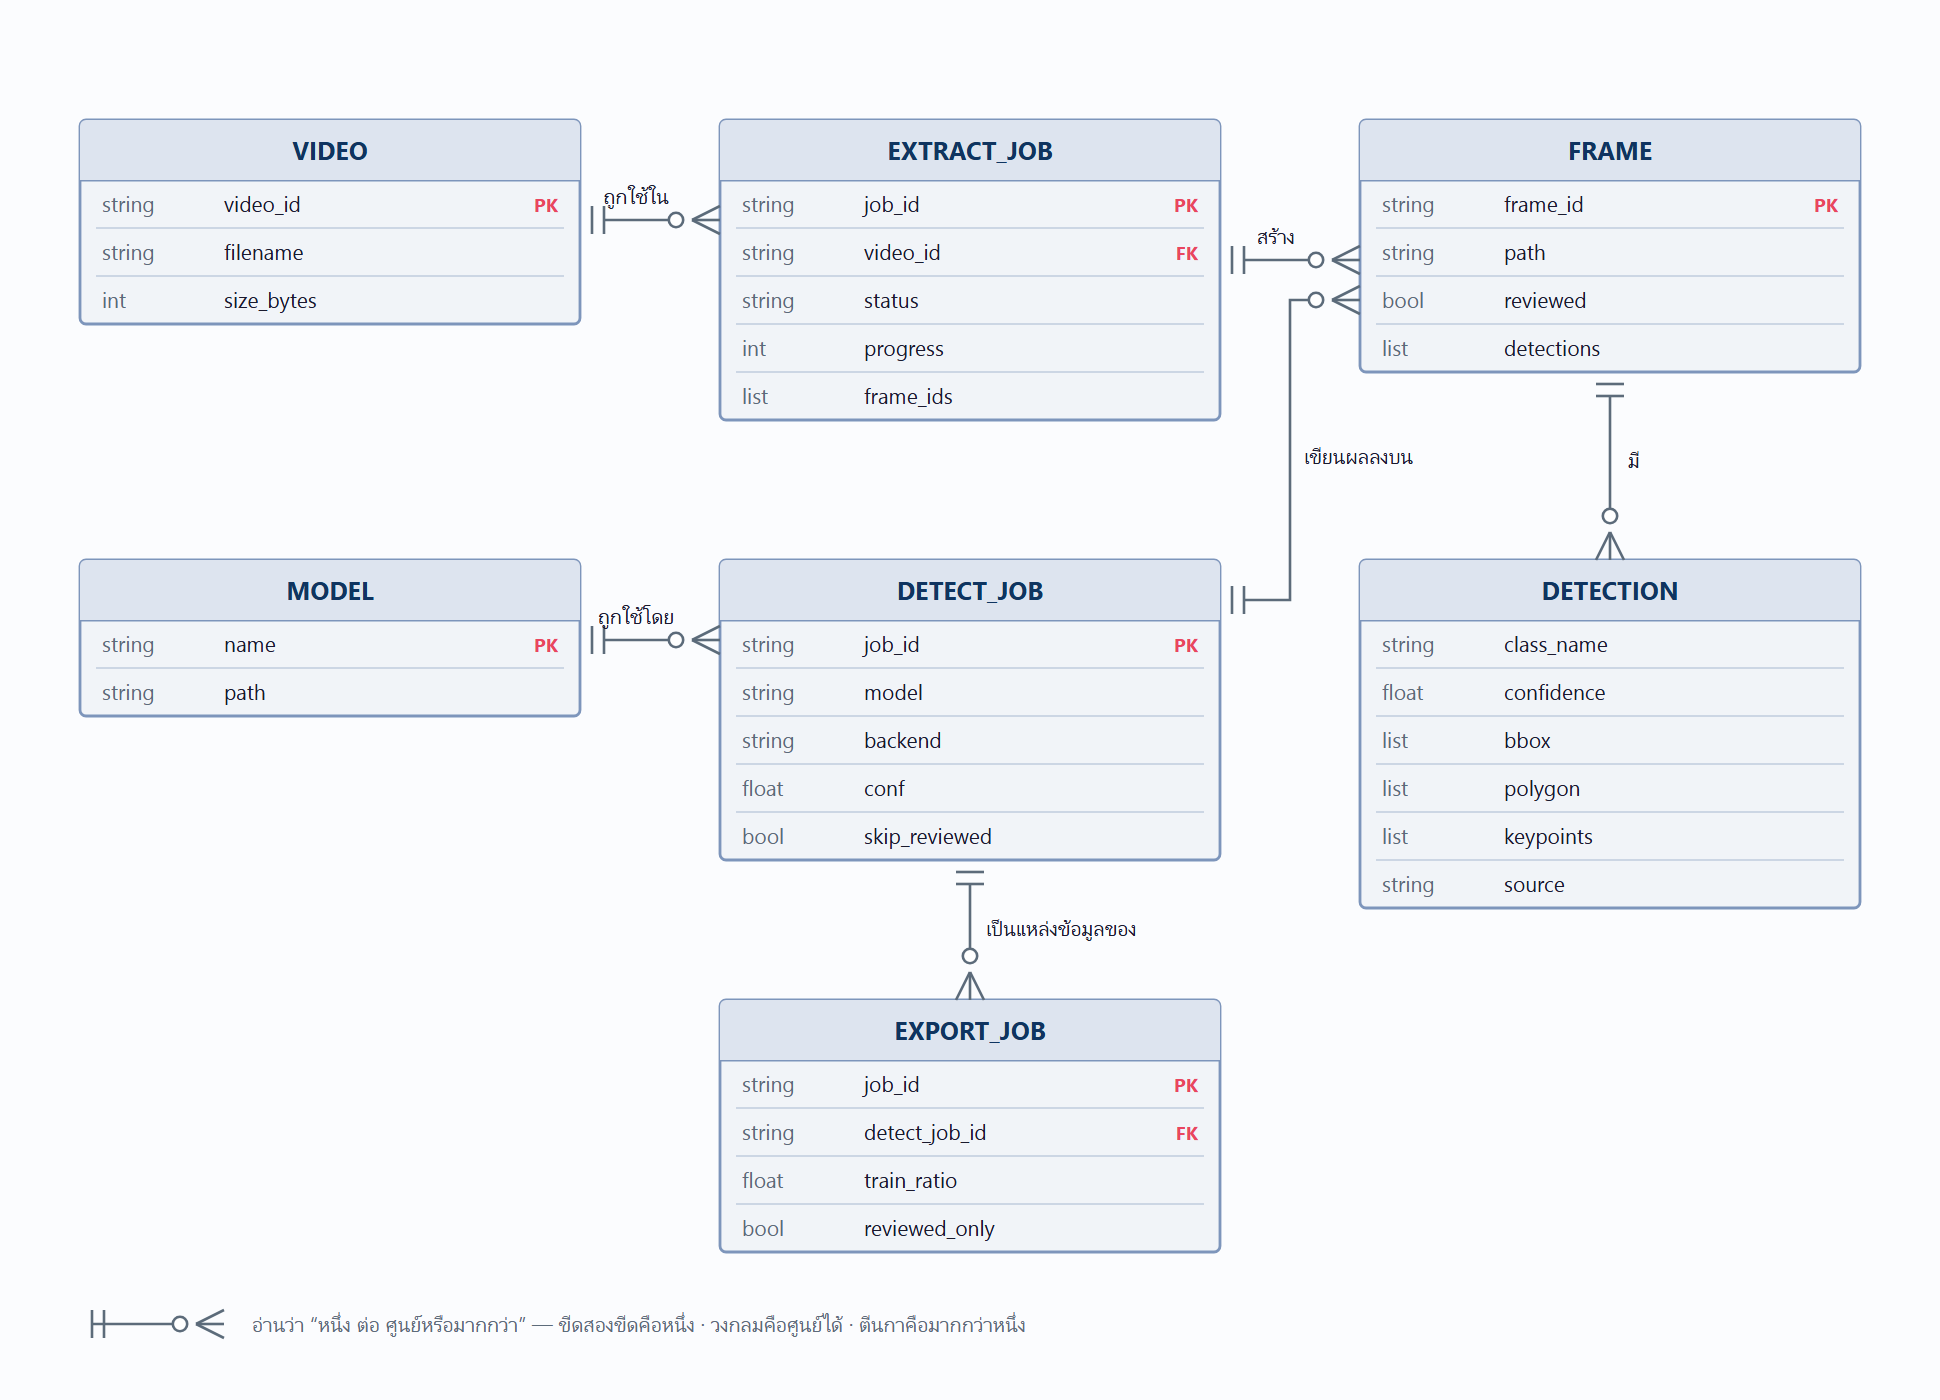 VIDEO
string video_id PK
string filename
int size_bytes
ถูกใช้ใน
EXTRACT_JOB
string job_id PK
string video_id FK
string status
int progress
list frame_ids
สร้าง
FRAME
string frame_id PK
string path
bool reviewed
list detections
เขียนผลลงบน
มี
MODEL
string name PK
string path
ถูกใช้โดย
DETECT_JOB
string job_id PK
string model
string backend
float conf
bool skip_reviewed
DETECTION
string class_name
float confidence
list bbox
list polygon
list keypoints
string source
เป็นแหล่งข้อมูลของ
EXPORT_JOB
string job_id PK
string detect_job_id FK
float train_ratio
bool reviewed_only
อ่านว่า “หนึ่ง ต่อ ศูนย์หรือมากกว่า” — ขีดสองขีดคือหนึ่ง · วงกลมคือศูนย์ได้ · ตีนกาคือมากกว่าหนึ่ง